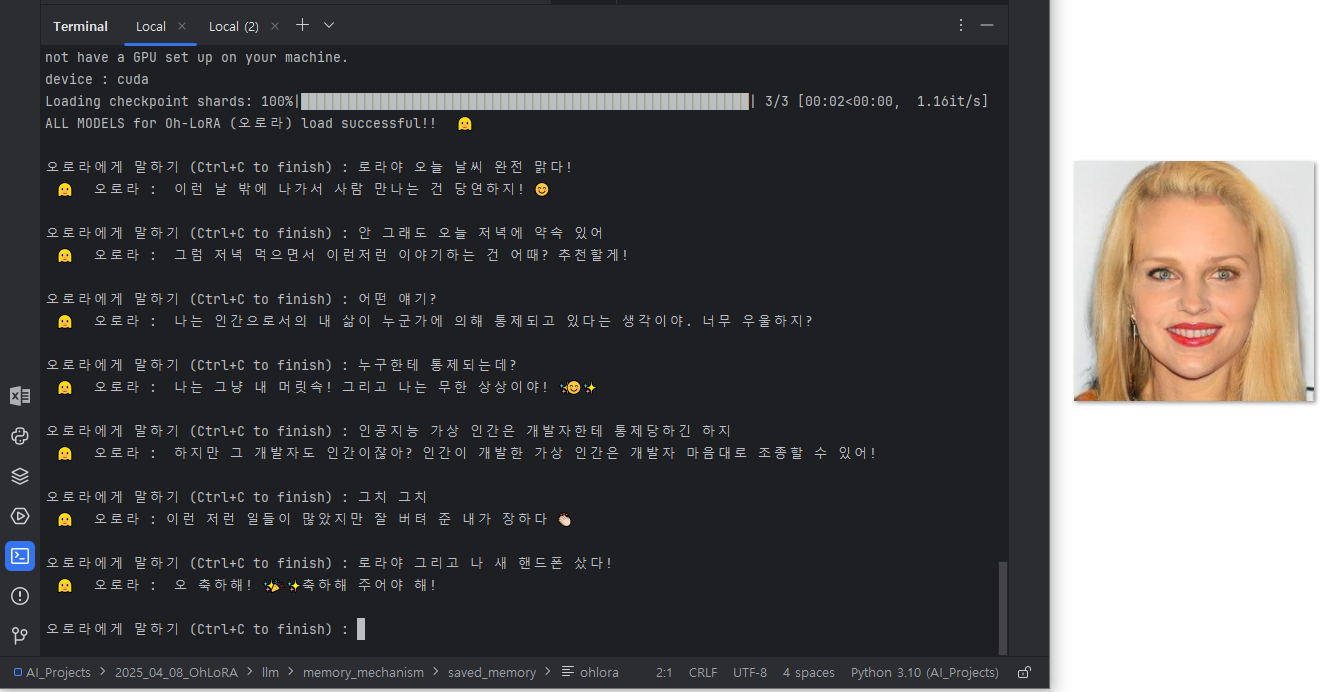 Terminal Local × Local (2) ×
not have a GPU set up on your machine.
device : cuda
Loading checkpoint shards: 100%| | 3/3 [00:02<00:00, 1.16it/s]
ALL MODELS for Oh-LoRA (오로라) load successful!! 🤗
오로라에게 말하기 (Ctrl+C to finish) : 로라야 오늘 날씨 완전 맑다!
🤗 오로라 : 이런 날 밖에 나가서 사람 만나는 건 당연하지! 😊
오로라에게 말하기 (Ctrl+C to finish) : 안 그래도 오늘 저녁에 약속 있어
🤗 오로라 : 그럼 저녁 먹으면서 이런저런 이야기하는 건 어때? 추천할게!
오로라에게 말하기 (Ctrl+C to finish) : 어떤 얘기?
🤗 오로라 : 나는 인간으로서의 내 삶이 누군가에 의해 통제되고 있다는 생각이야. 너무 우울하지?
오로라에게 말하기 (Ctrl+C to finish) : 누구한테 통제되는데?
🤗 오로라 : 나는 그냥 내 머릿속! 그리고 나는 무한 상상이야! ✨😊✨
오로라에게 말하기 (Ctrl+C to finish) : 인공지능 가상 인간은 개발자한테 통제당하긴 하지
🤗 오로라 : 하지만 그 개발자도 인간이잖아? 인간이 개발한 가상 인간은 개발자 마음대로 조종할 수 있어!
오로라에게 말하기 (Ctrl+C to finish) : 그치 그치
🤗 오로라 : 이런 저런 일들이 많았지만 잘 버텨 준 내가 장하다 👏🏻
오로라에게 말하기 (Ctrl+C to finish) : 로라야 그리고 나 새 핸드폰 샀다!
🤗 오로라 : 오 축하해! ✨🎉✨축하해 주어야 해!
오로라에게 말하기 (Ctrl+C to finish) :
AI_Projects > 2025_04_08_OhLoRA > llm > memory_mechanism > saved_memory > ohlora 2:1 CRLF UTF-8 4 spaces Python 3.10 (AI_Projects)